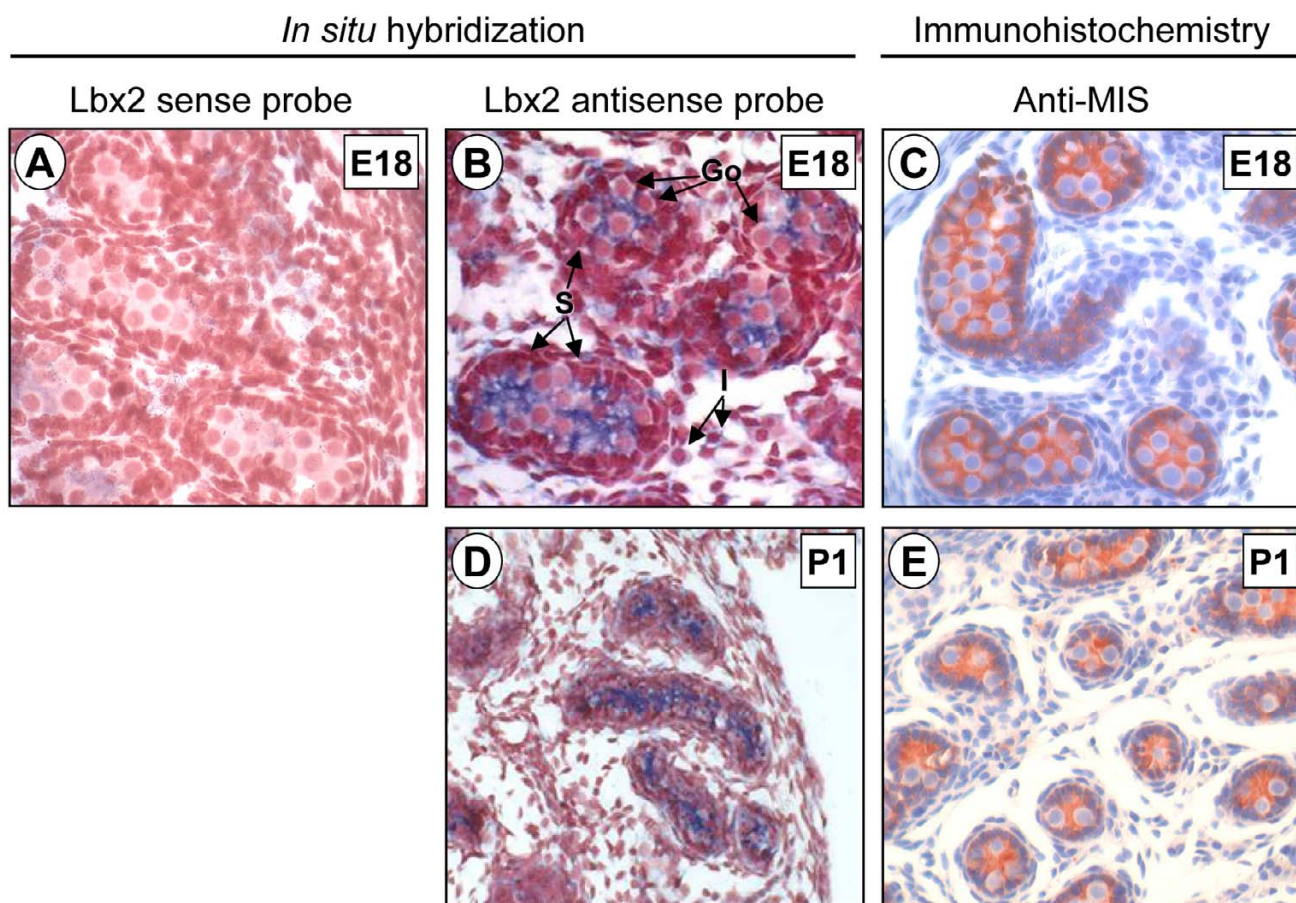 In situ hybridization
Immunohistochemistry
Lbx2 sense probe
Lbx2 antisense probe
Anti-MIS
A
E18
B
E18
Go
S
I
C
E18
D
P1
E
P1